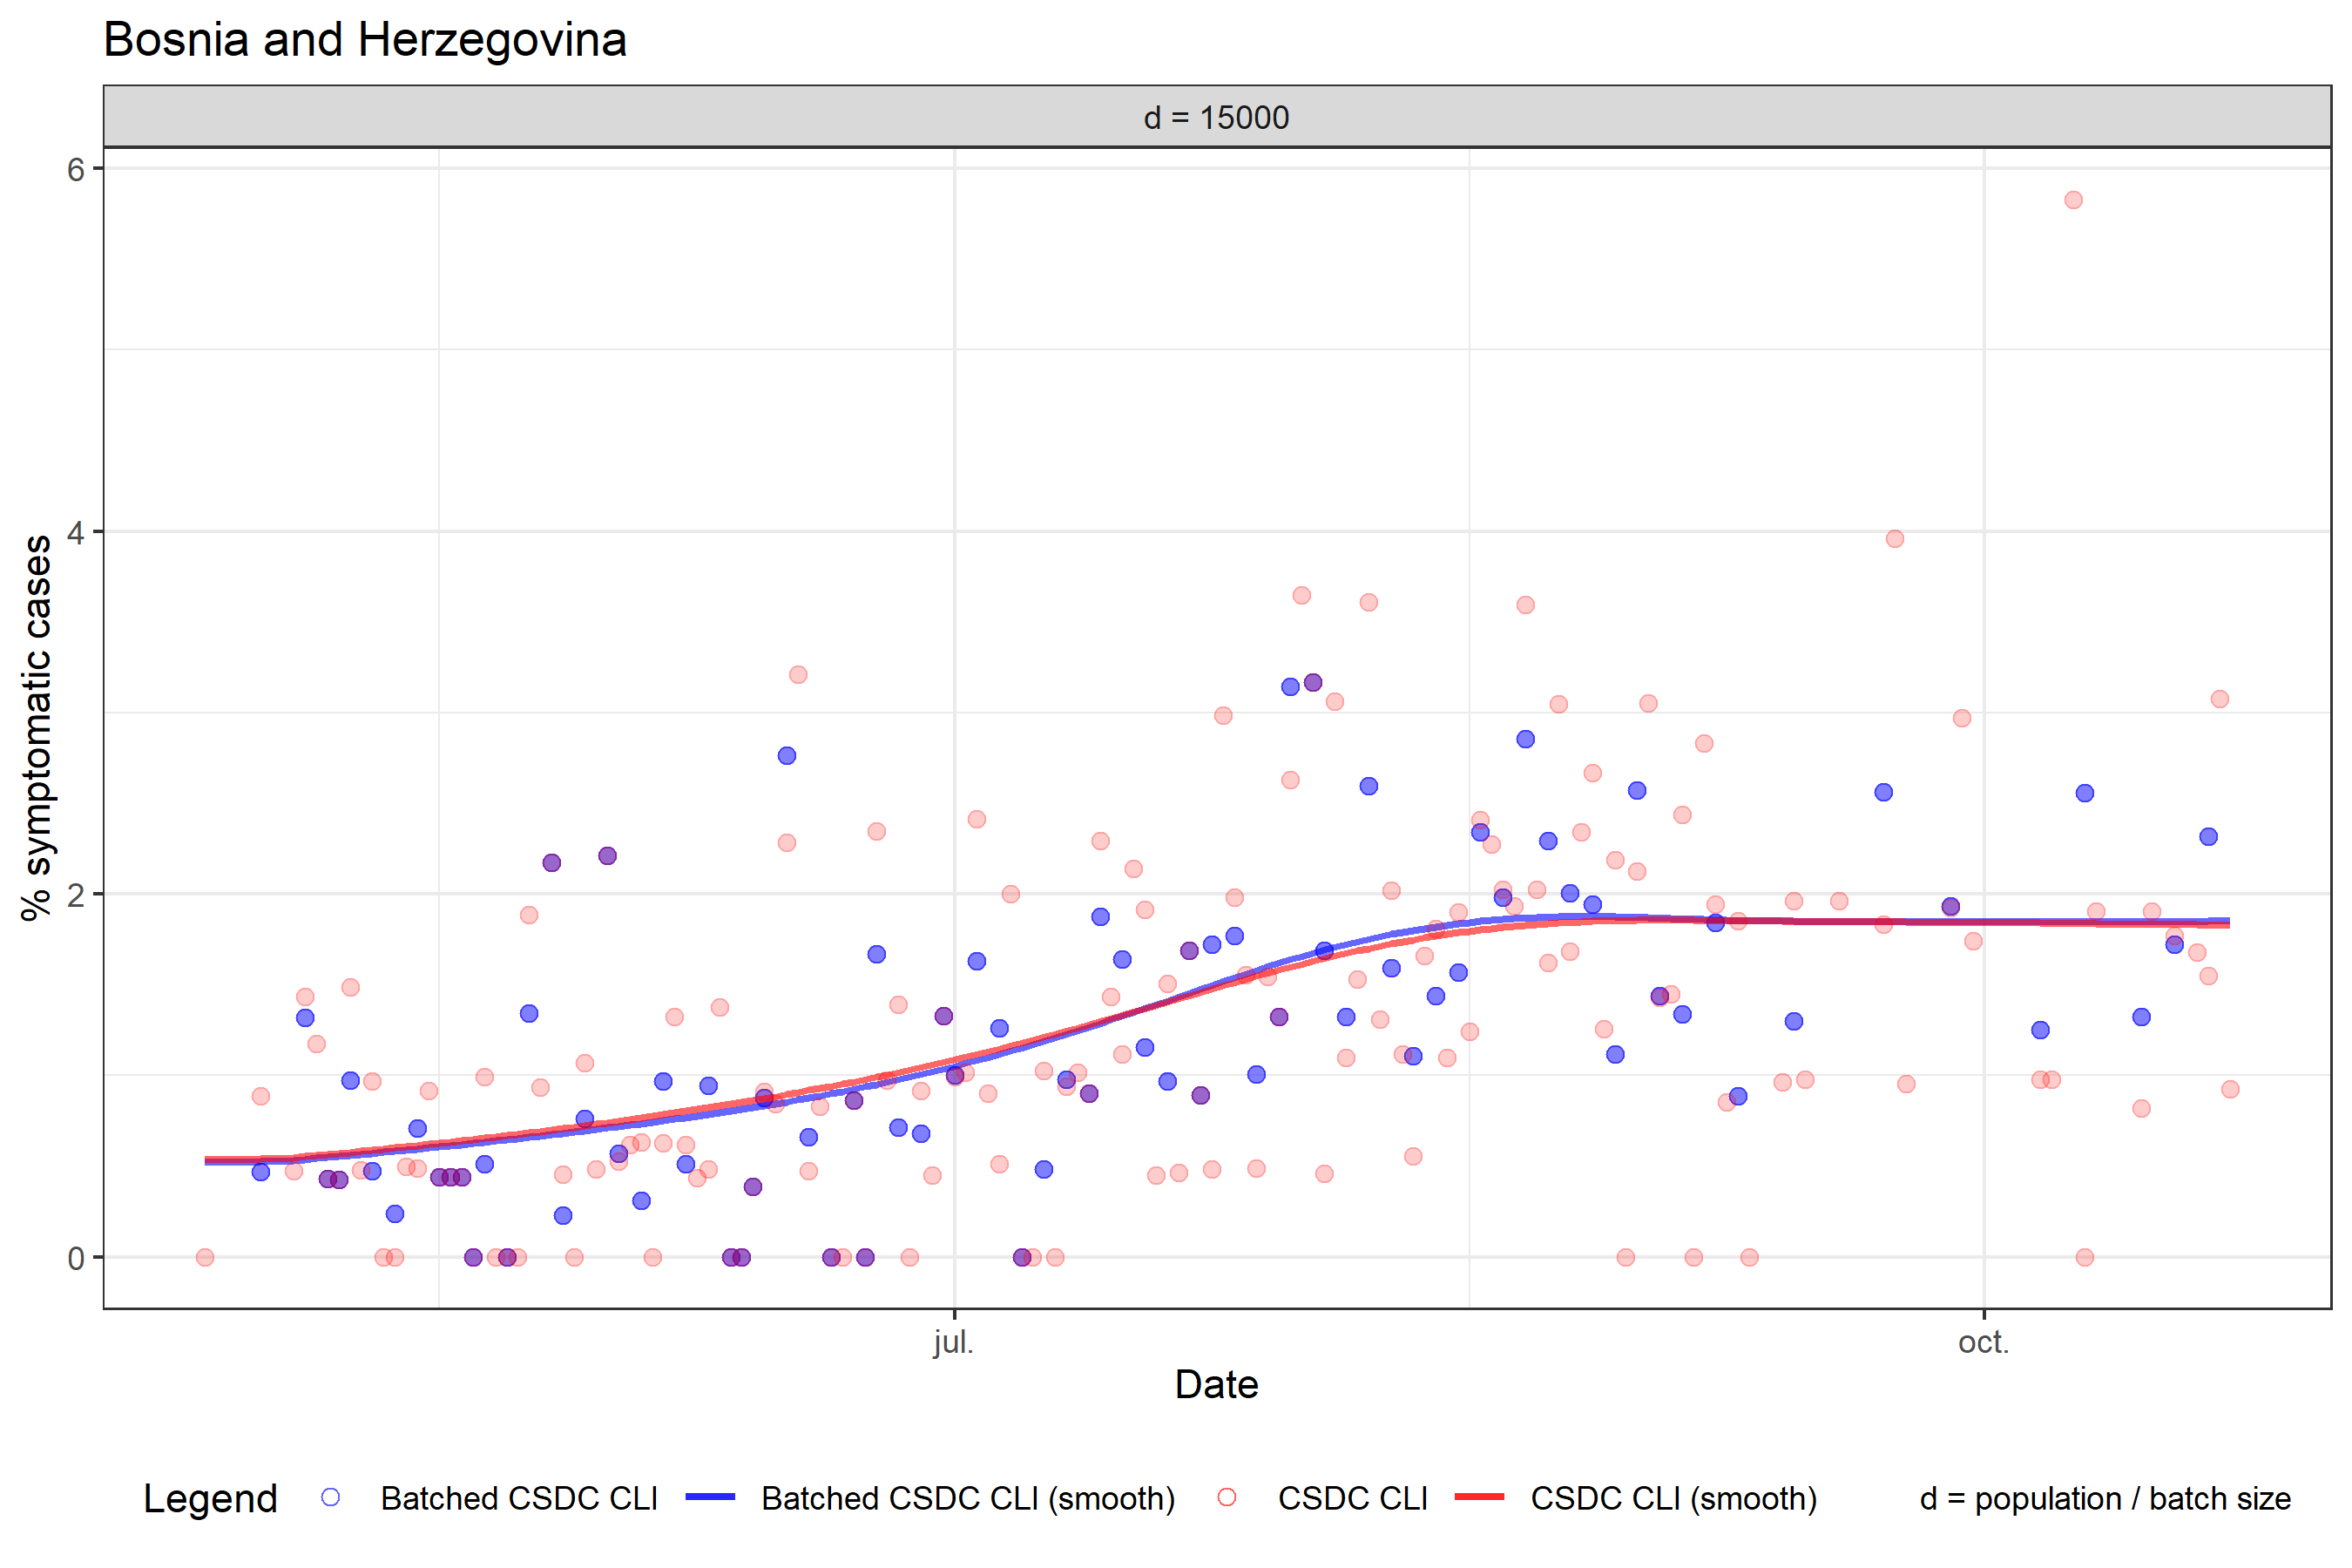 Bosnia and Herzegovina
d = 15000
% symptomatic cases
6
4
2
0
jul.
oct.
Date
Legend
Batched CSDC CLI
Batched CSDC CLI (smooth)
CSDC CLI
CSDC CLI (smooth)
d = population / batch size